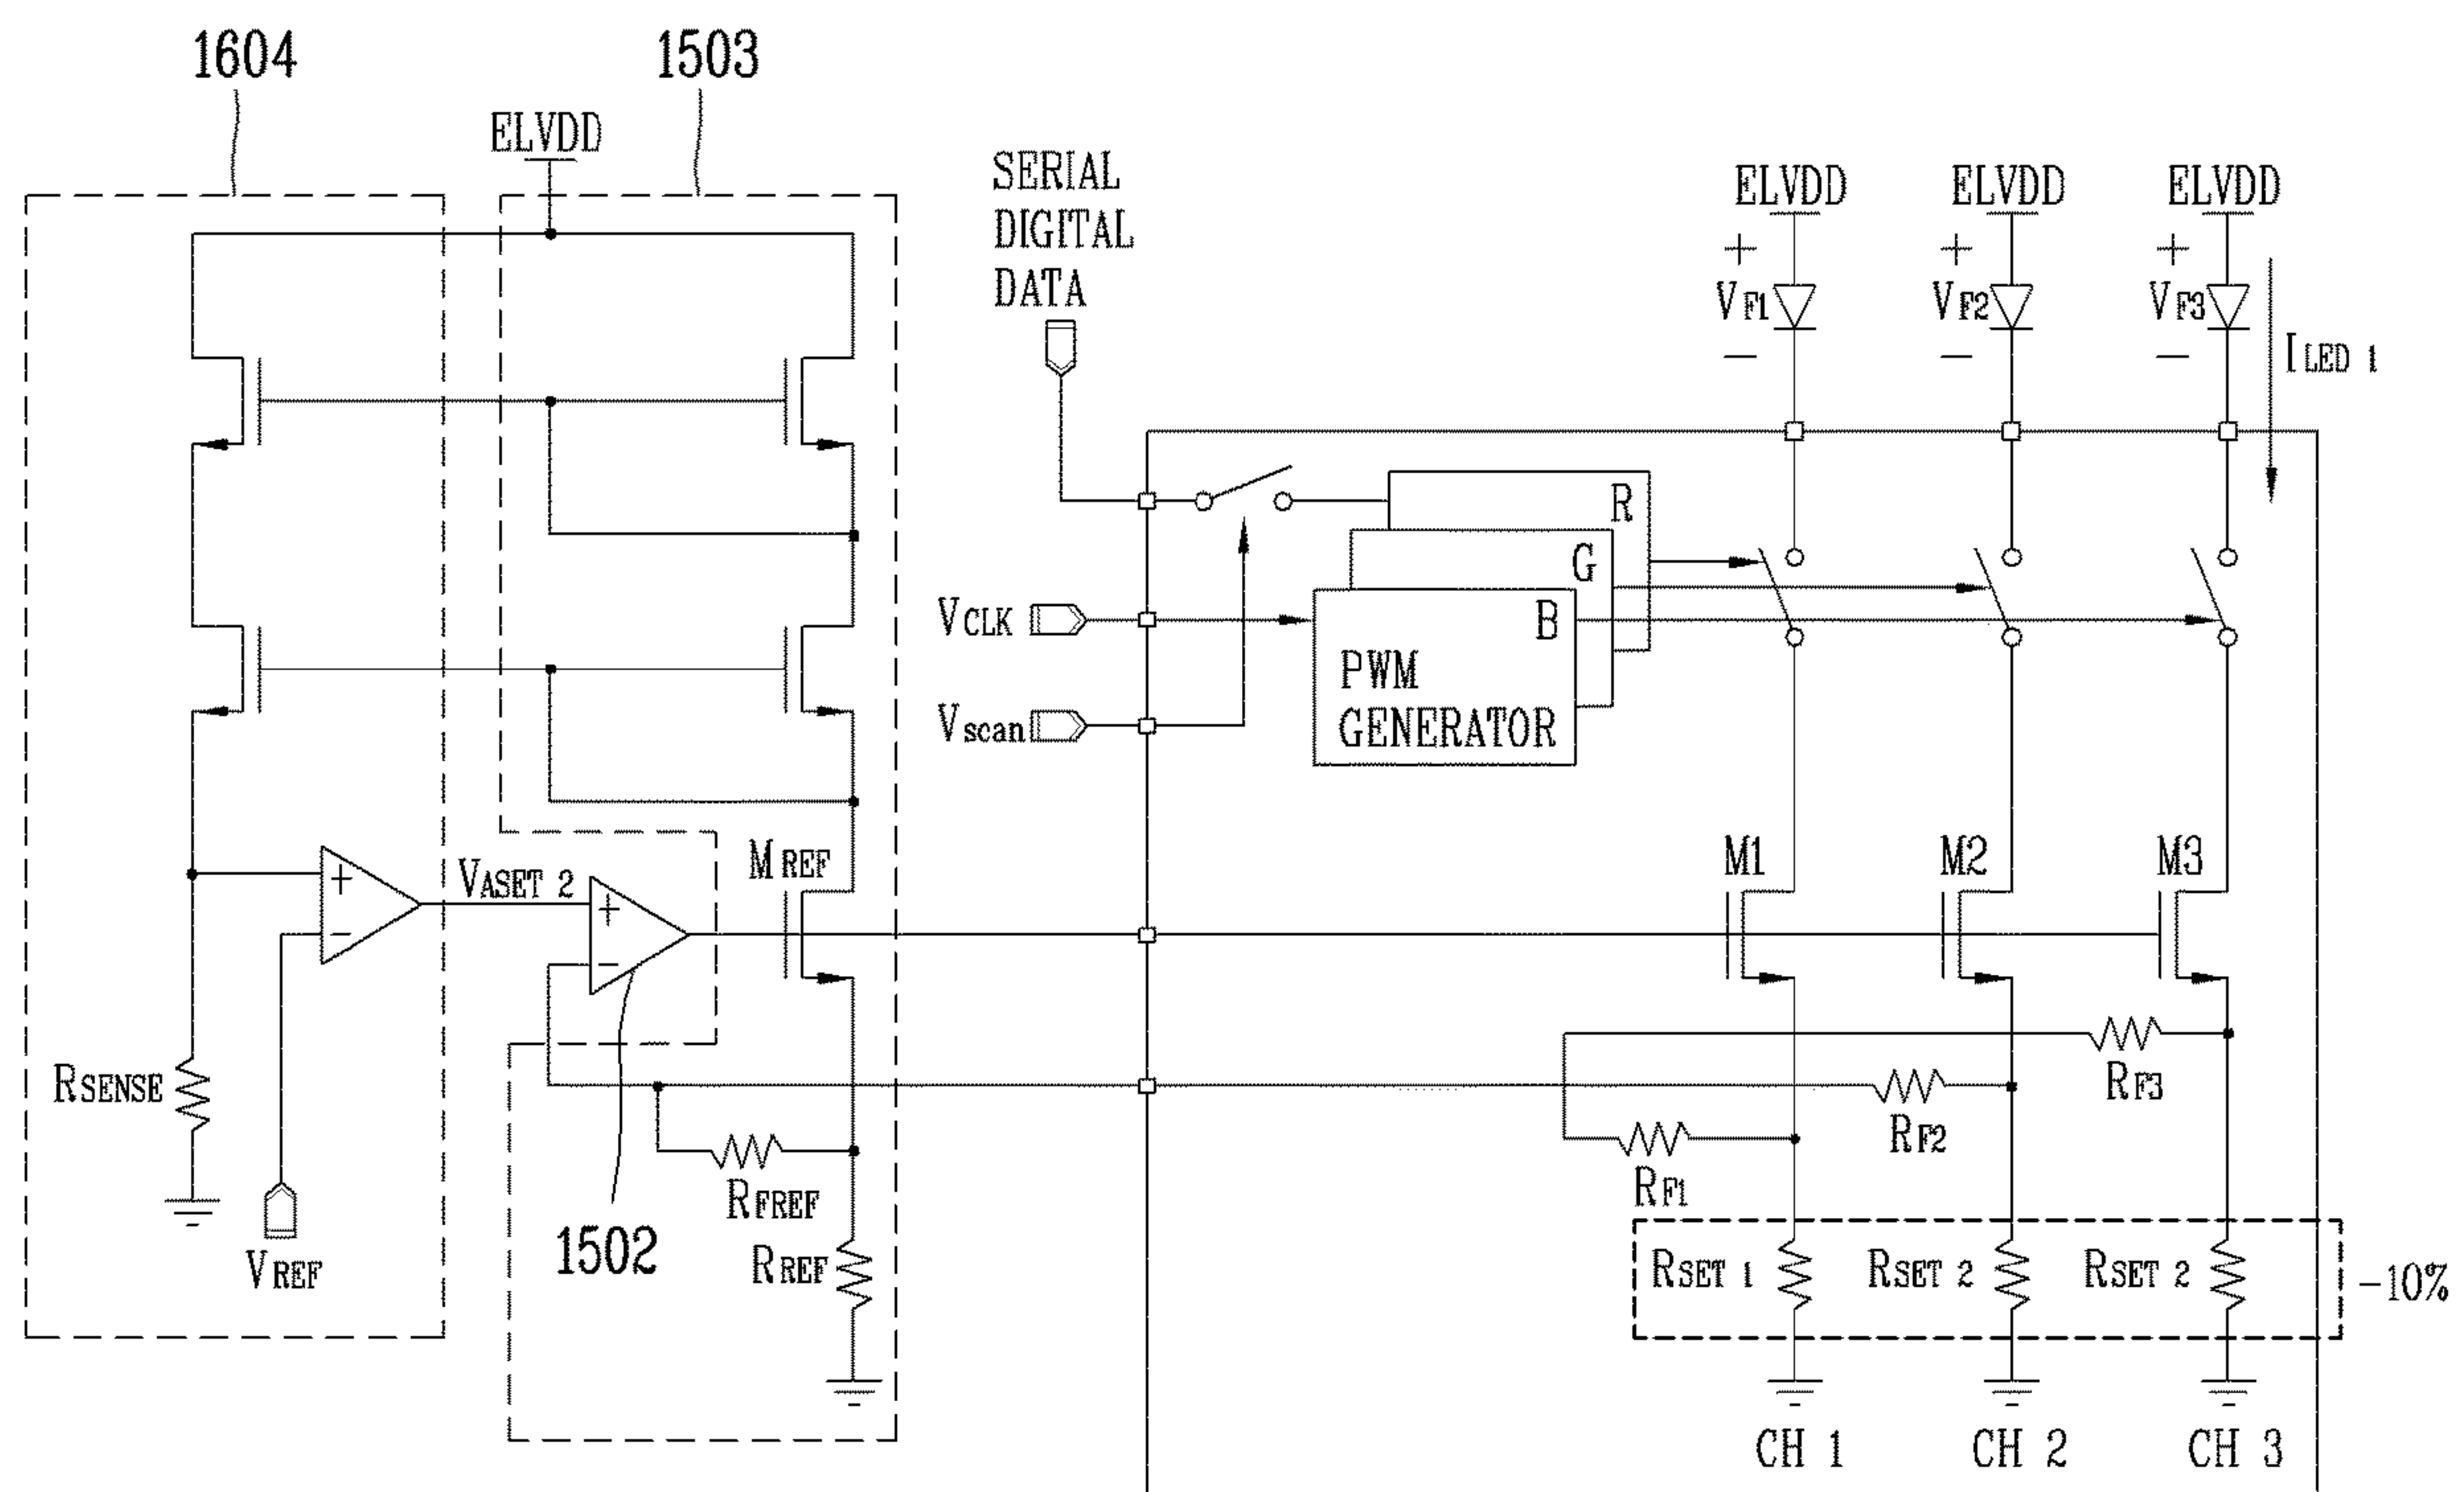 1604
1503
ELVDD
SERIAL
DIGITAL
DATA
ELVDD
ELVDD
ELVDD
+
+
+
VF1
VF2
VF3
−
−
−
ILED 1
R
G
B
PWM
GENERATOR
VCLK
Vscan
MREF
M1
M2
M3
+
−
VASET 2
+
−
RSENSE
VREF
RFREF
1502
RREF
RF3
RF2
RF1
RSET 1
RSET 2
RSET 2
−10%
CH 1
CH 2
CH 3